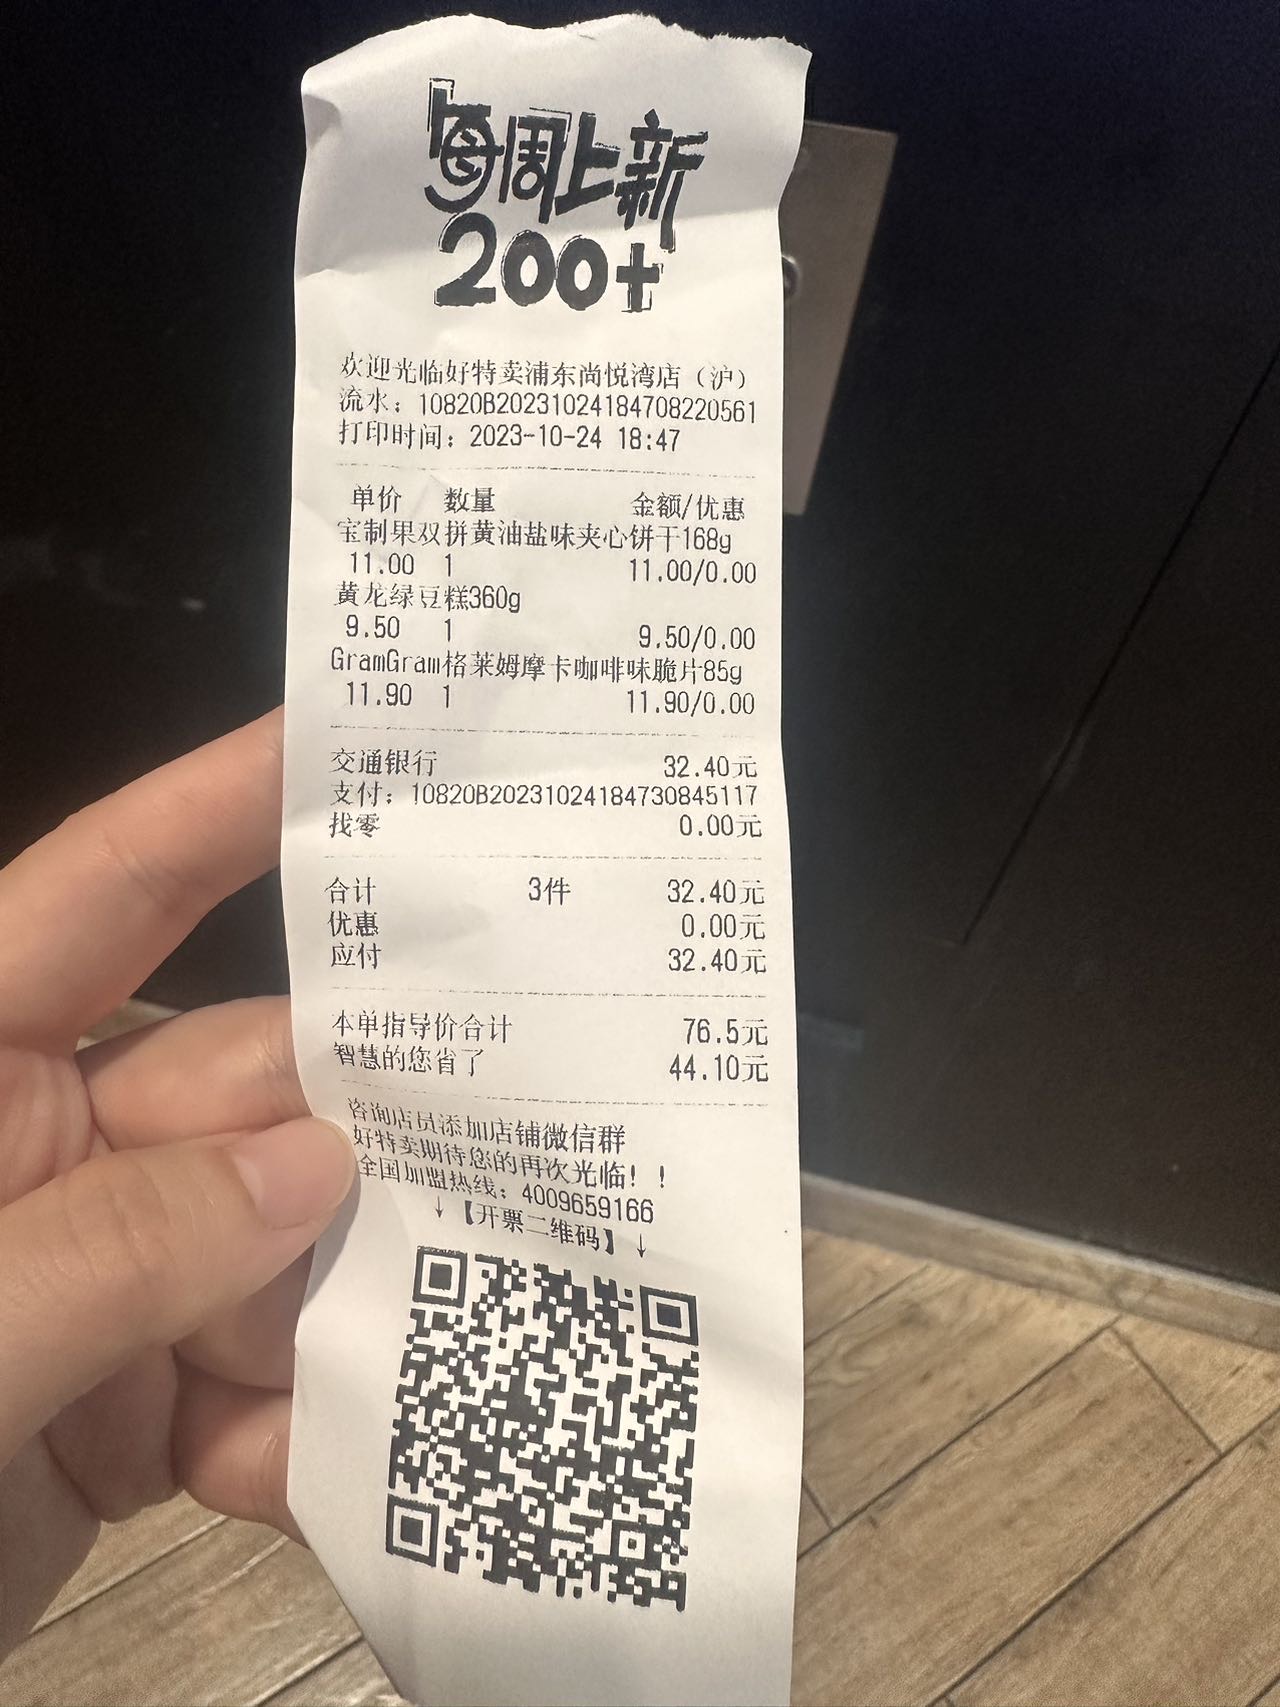 每周上新
200+
欢迎光临好特卖浦东尚悦湾店（沪）
流水：10820B20231024184708220561
打印时间：2023-10-24 18:47
单价 数量 金额/优惠
宝制果双拼黄油盐味夹心饼干168g
11.00 1 11.00/0.00
黄龙绿豆糕360g
9.50 1 9.50/0.00
GramGram格莱姆摩卡咖啡味脆片85g
11.90 1 11.90/0.00
交通银行 32.40元
支付：10820B20231024184730845117
找零 0.00元
合计 3件 32.40元
优惠 0.00元
应付 32.40元
本单指导价合计 76.5元
智慧的您省了 44.10元
咨询店员添加店铺微信群
好特卖期待您的再次光临！！
全国加盟热线：4009659166
↓【开票二维码】↓